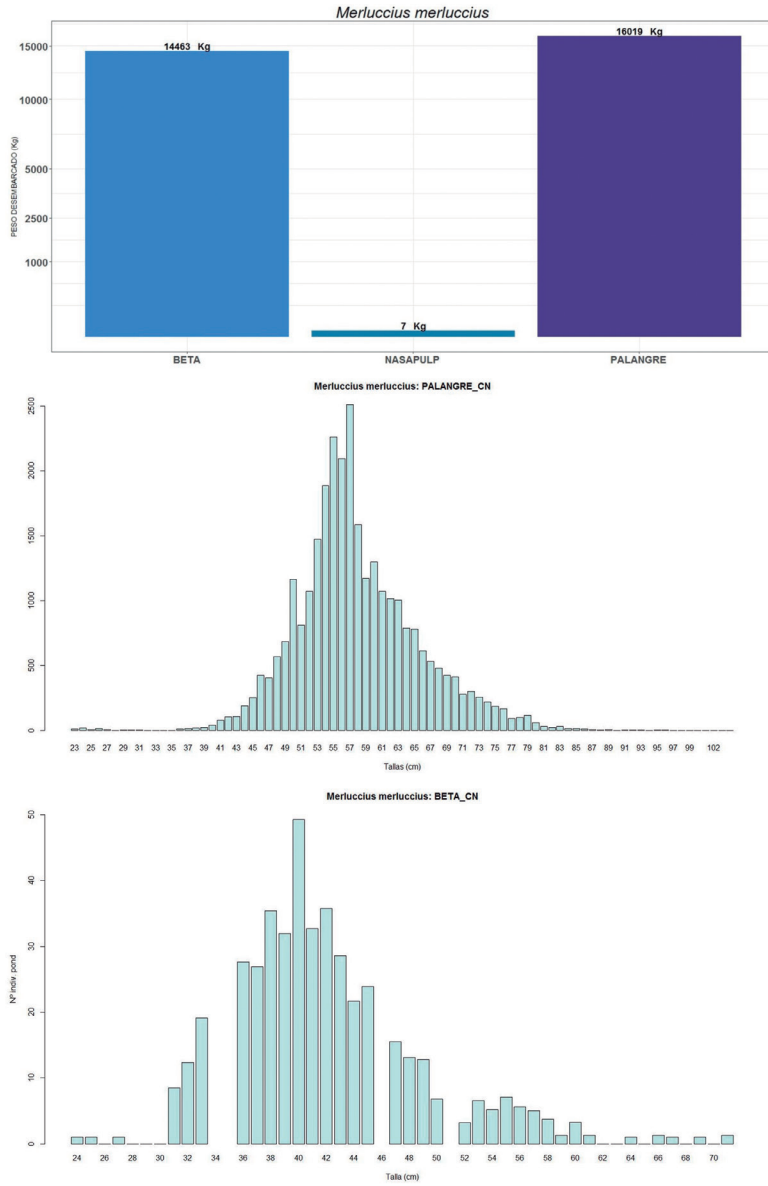 Merluccius merluccius
PESO DESEMBARCADO (Kg)
15000
10000
5000
2500
1000
14463 Kg
7 Kg
16019 Kg
BETA NASAPULP PALANGRE
Merluccius merluccius: PALANGRE_CN
2500
2000
1500
1000
500
0
23 25 27 29 31 33 35 37 39 41 43 45 47 49 51 53 55 57 59 61 63 65 67 69 71 73 75 77 79 81 83 85 87 89 91 93 95 97 99 102
Tallas (cm)
Merluccius merluccius: BETA_CN
Nº indiv. pond
50
40
30
20
10
0
24 26 28 30 32 34 36 38 40 42 44 46 48 50 52 54 56 58 60 62 64 66 68 70
Talla (cm)